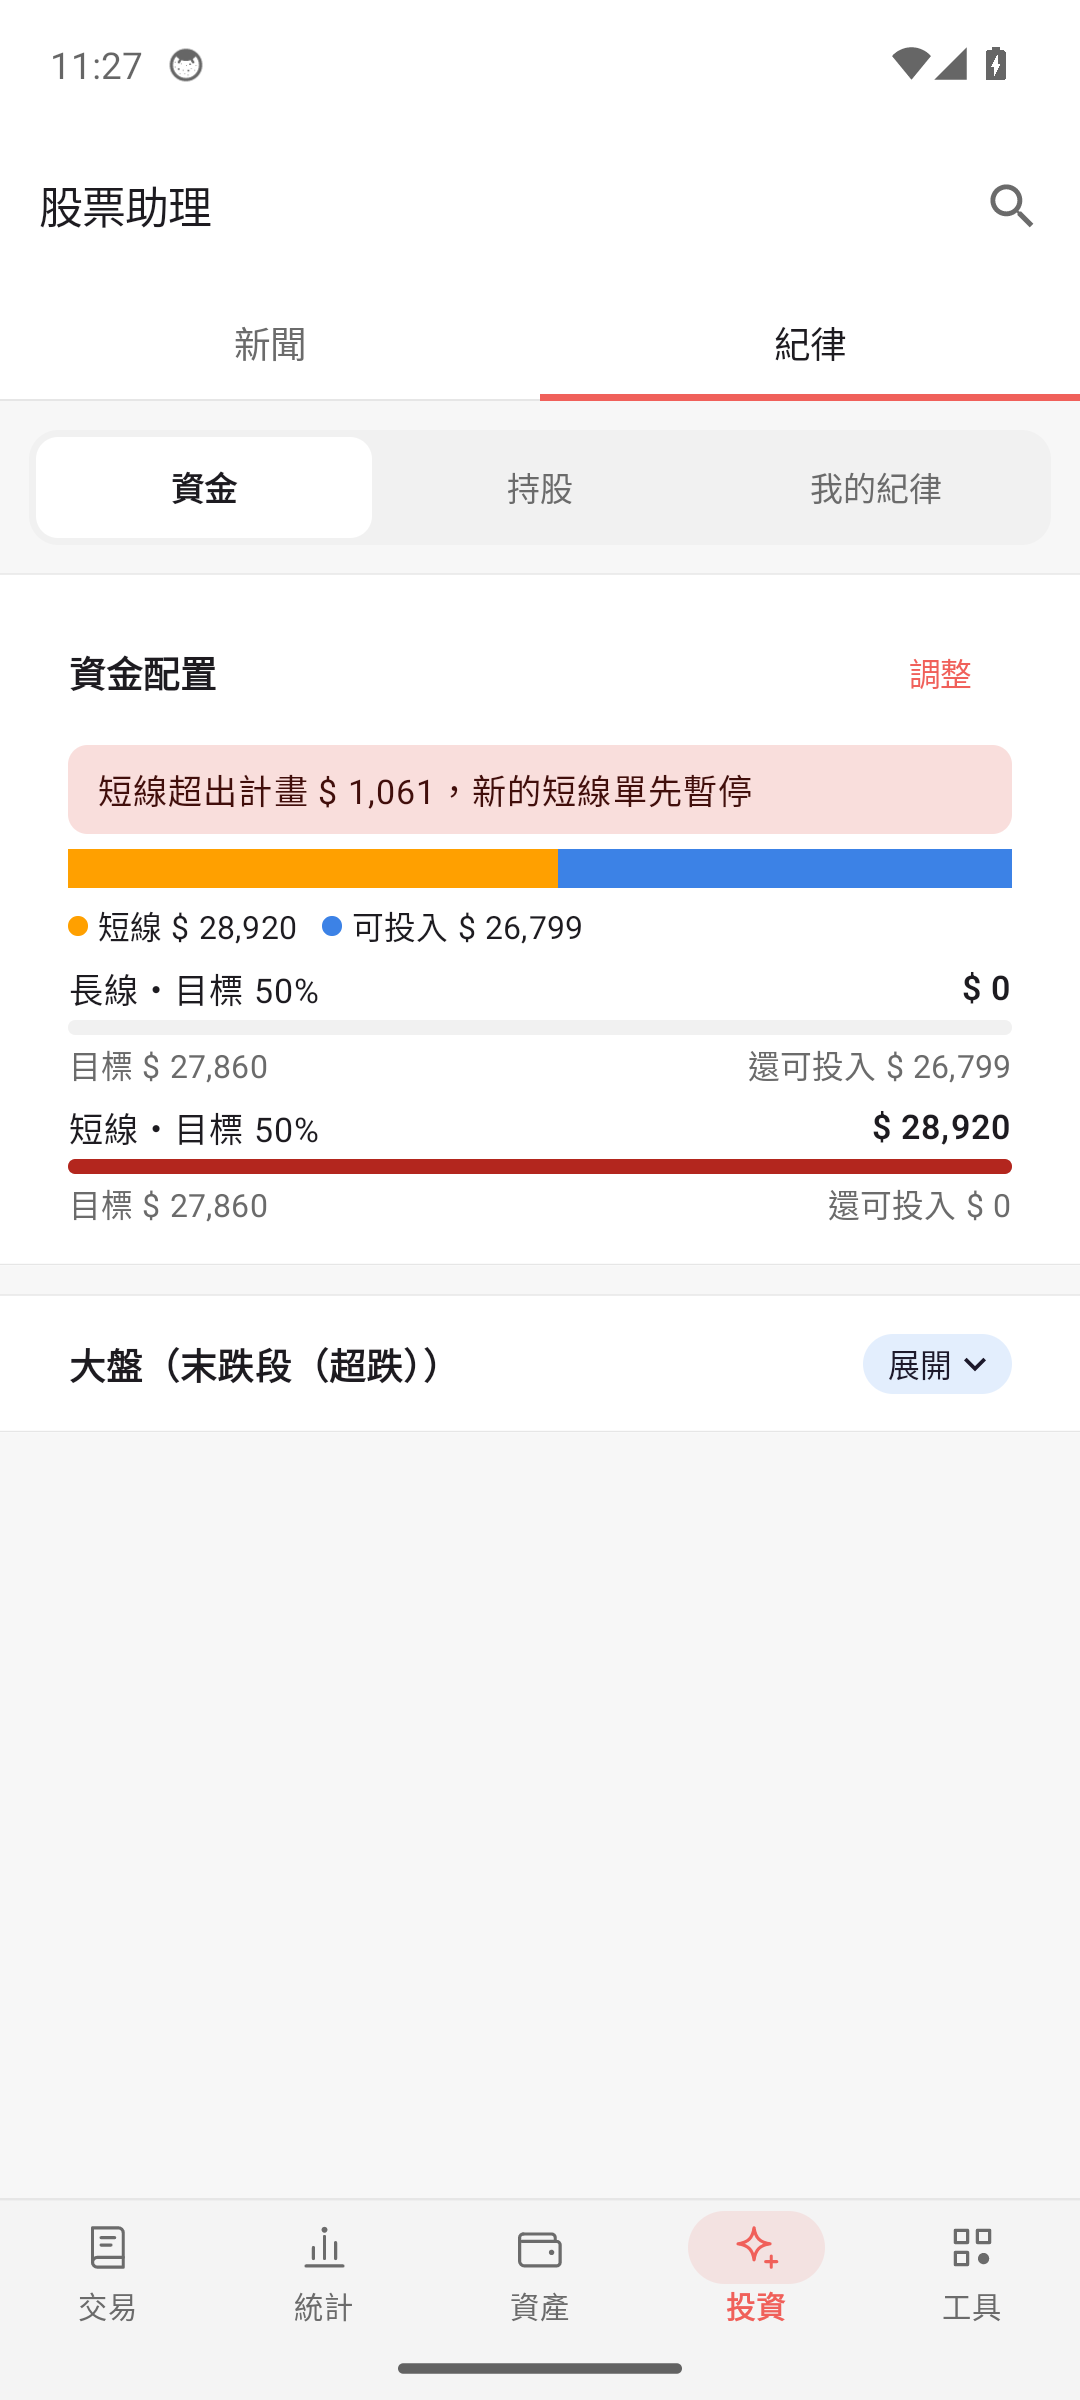 11:27
股票助理
新聞
紀律
資金
持股
我的紀律
資金配置
調整
短線超出計畫 $ 1,061，新的短線單先暫停
短線 $ 28,920
可投入 $ 26,799
長線・目標 50%
$ 0
目標 $ 27,860
還可投入 $ 26,799
短線・目標 50%
$ 28,920
目標 $ 27,860
還可投入 $ 0
大盤（末跌段（超跌））
展開
交易
統計
資產
投資
工具